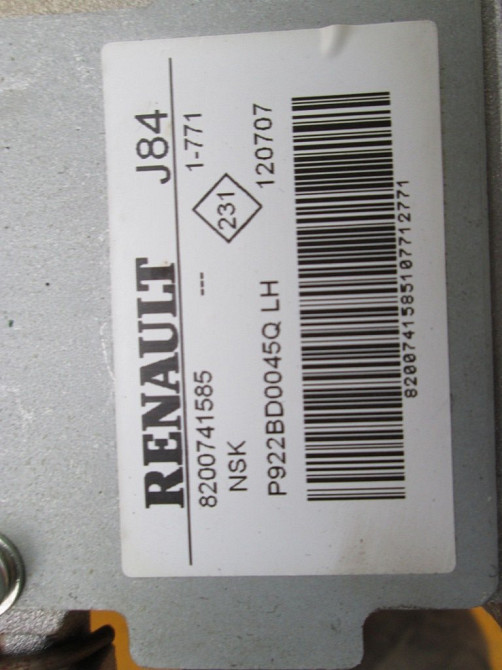 RENAULT J84
8200741585 --- 1-771
NSK 231
P922BD0045Q LH 120707
8200741585107712771